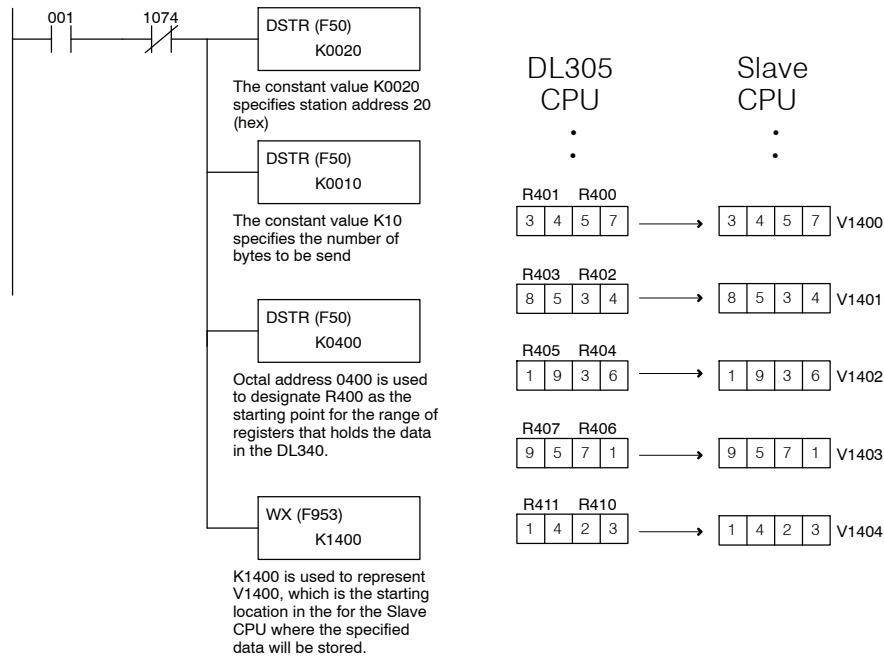 001
1074
DSTR (F50)
K0020
The constant value K0020
specifies station address 20
(hex)
DSTR (F50)
K0010
The constant value K10
specifies the number of
bytes to be send
DSTR (F50)
K0400
Octal address 0400 is used
to designate R400 as the
starting point for the range of
registers that holds the data
in the DL340.
WX (F953)
K1400
K1400 is used to represent
V1400, which is the starting
location in the for the Slave
CPU where the specified
data will be stored.
DL305
CPU
Slave
CPU
R401 R400
3 4 5 7
3 4 5 7 V1400
R403 R402
8 5 3 4
8 5 3 4 V1401
R405 R404
1 9 3 6
1 9 3 6 V1402
R407 R406
9 5 7 1
9 5 7 1 V1403
R411 R410
1 4 2 3
1 4 2 3 V1404